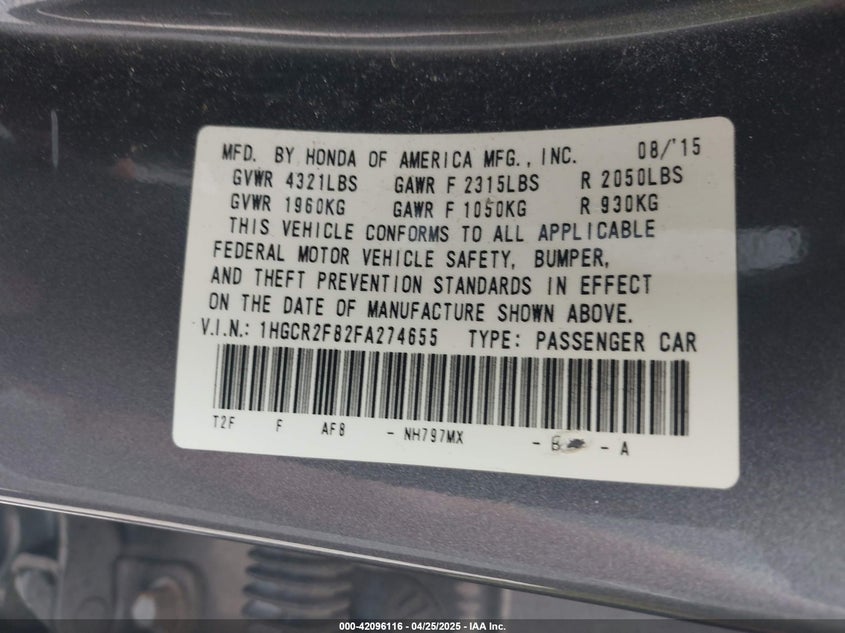 MFD. BY HONDA OF AMERICA MFG., INC. 08/'15
GVWR 4321LBS GAWR F 2315LBS R 2050LBS
GVWR 1960KG GAWR F 1050KG R 930KG
THIS VEHICLE CONFORMS TO ALL APPLICABLE
FEDERAL MOTOR VEHICLE SAFETY, BUMPER,
AND THEFT PREVENTION STANDARDS IN EFFECT
ON THE DATE OF MANUFACTURE SHOWN ABOVE.
V.I.N.: 1HGCR2F82FA274655 TYPE: PASSENGER CAR
T2F F AF8 - NH797MX - B - A
000-42096116 - 04/25/2025 - IAA, Inc.